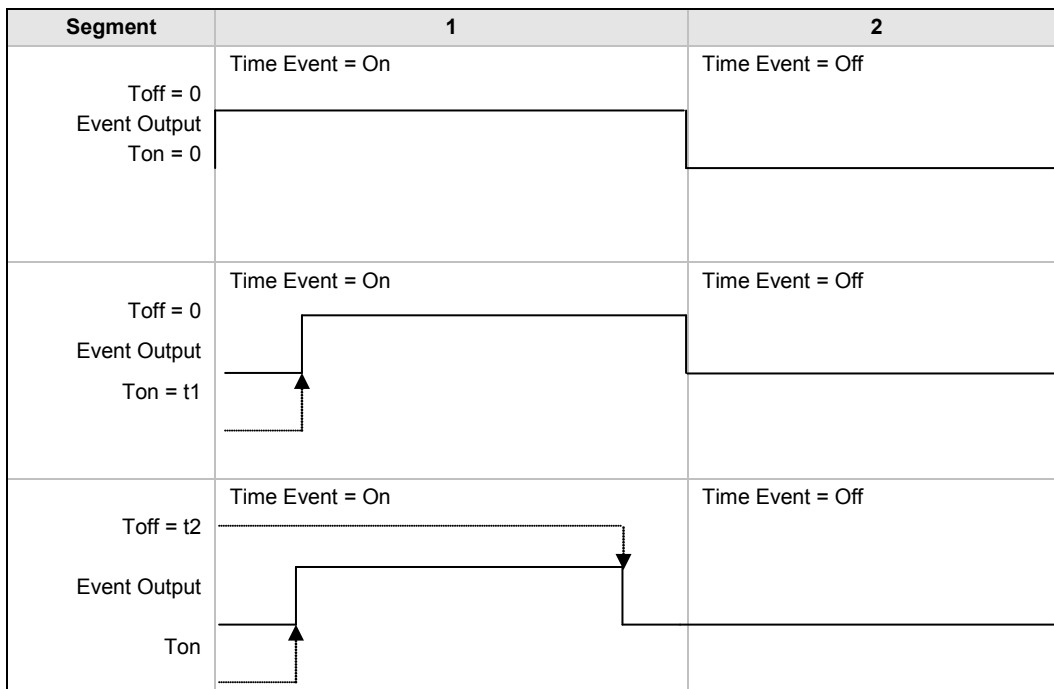 Segment 1 2
Time Event = On Time Event = Off
Toff = 0
Event Output
Ton = 0
Time Event = On Time Event = Off
Toff = 0
Event Output
Ton = t1
Time Event = On Time Event = Off
Toff = t2
Event Output
Ton